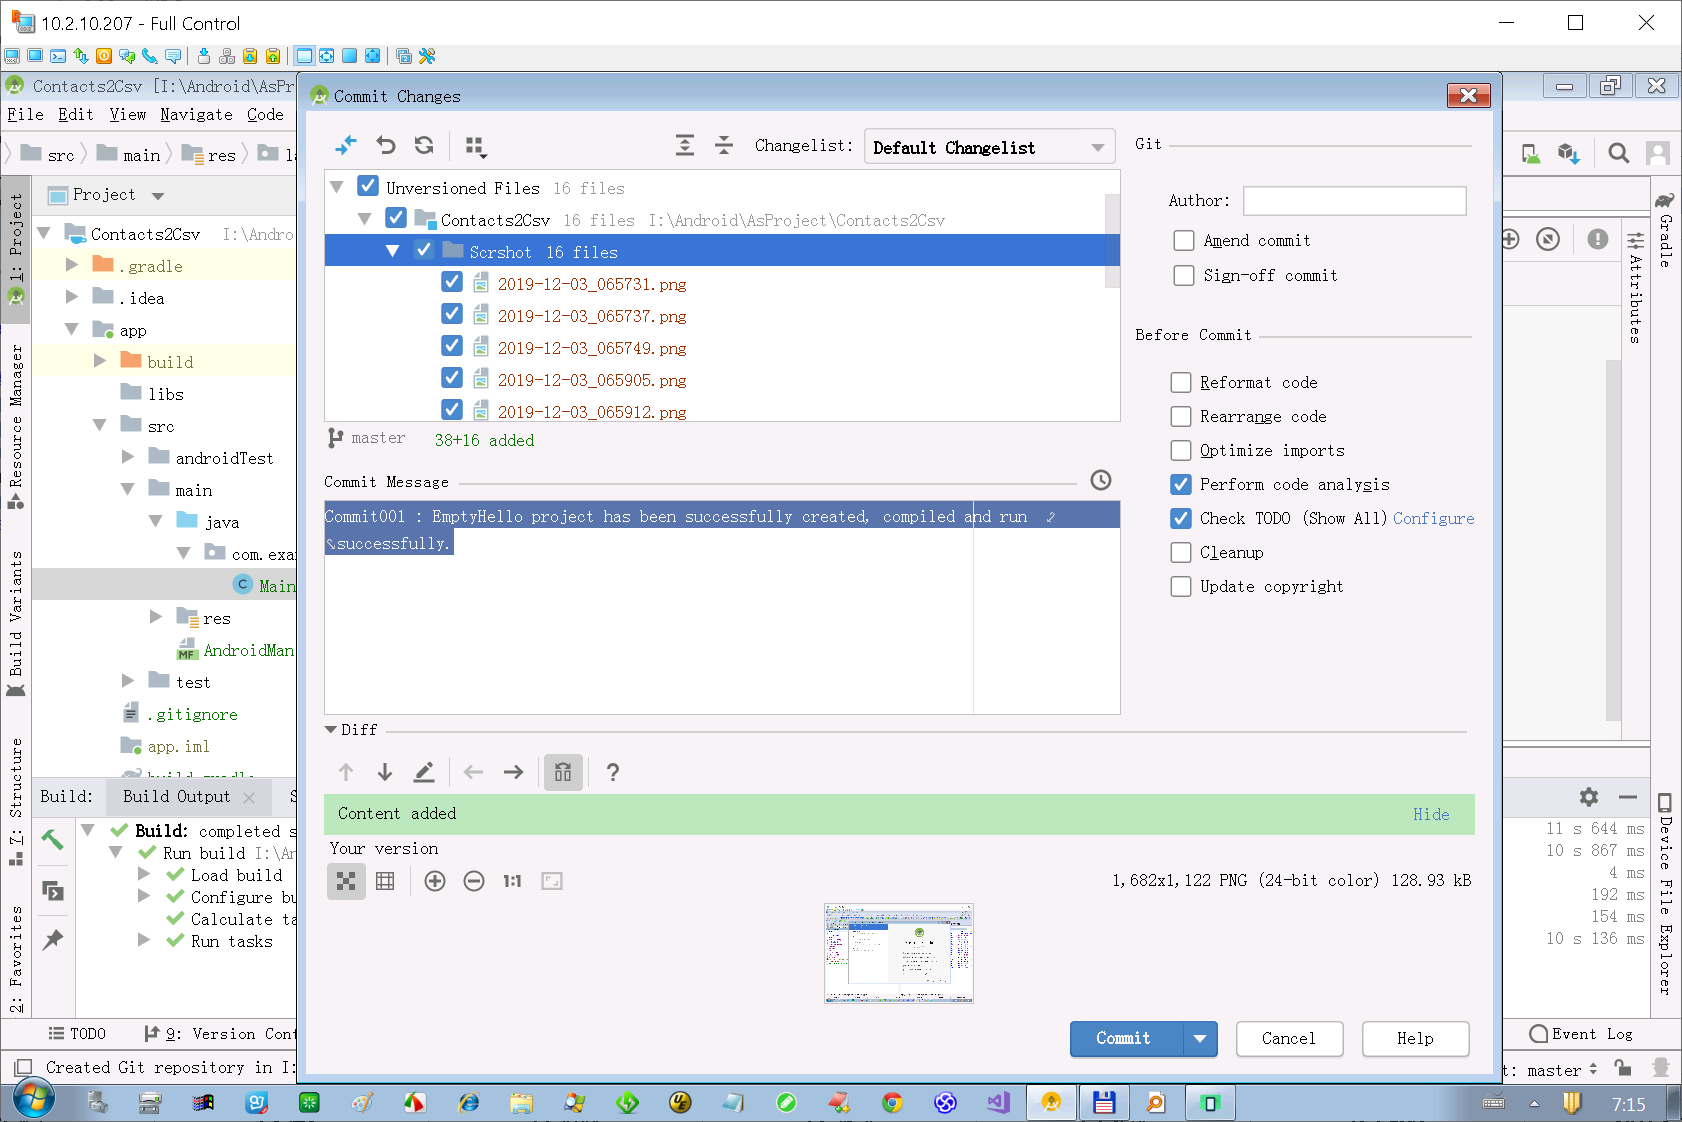 10.2.10.207 - Full Control
Contacts2Csv [I:\Android\AsPr
File Edit View Navigate Code
src main res
Project
Contacts2Csv I:\Andro
.gradle
.idea
app
build
libs
src
androidTest
main
java
com.exa
Main
res
AndroidMan
test
.gitignore
app.iml
build.gradle
1: Project
Resource Manager
Build Variants
7: Structure
2: Favorites
Commit Changes
Changelist: Default Changelist
Unversioned Files 16 files
Contacts2Csv 16 files I:\Android\AsProject\Contacts2Csv
Scrshot 16 files
2019-12-03_065731.png
2019-12-03_065737.png
2019-12-03_065749.png
2019-12-03_065905.png
2019-12-03_065912.png
master 38+16 added
Commit Message
Commit001 : EmptyHello project has been successfully created, compiled and run
successfully.
Git
Author:
Amend commit
Sign-off commit
Before Commit
Reformat code
Rearrange code
Optimize imports
Perform code analysis
Check TODO (Show All) Configure
Cleanup
Update copyright
Diff
?
Content added Hide
Your version
1:1
1,682x1,122 PNG (24-bit color) 128.93 kB
Commit Cancel Help
Gradle
Attributes
Device File Explorer
Build: Build Output
Build: completed s
Run build I:\An
Load build
Configure bu
Calculate ta
Run tasks
11 s 644 ms
10 s 867 ms
4 ms
192 ms
154 ms
10 s 136 ms
TODO 9: Version Cont
Event Log
Created Git repository in I:
t: master
7:15